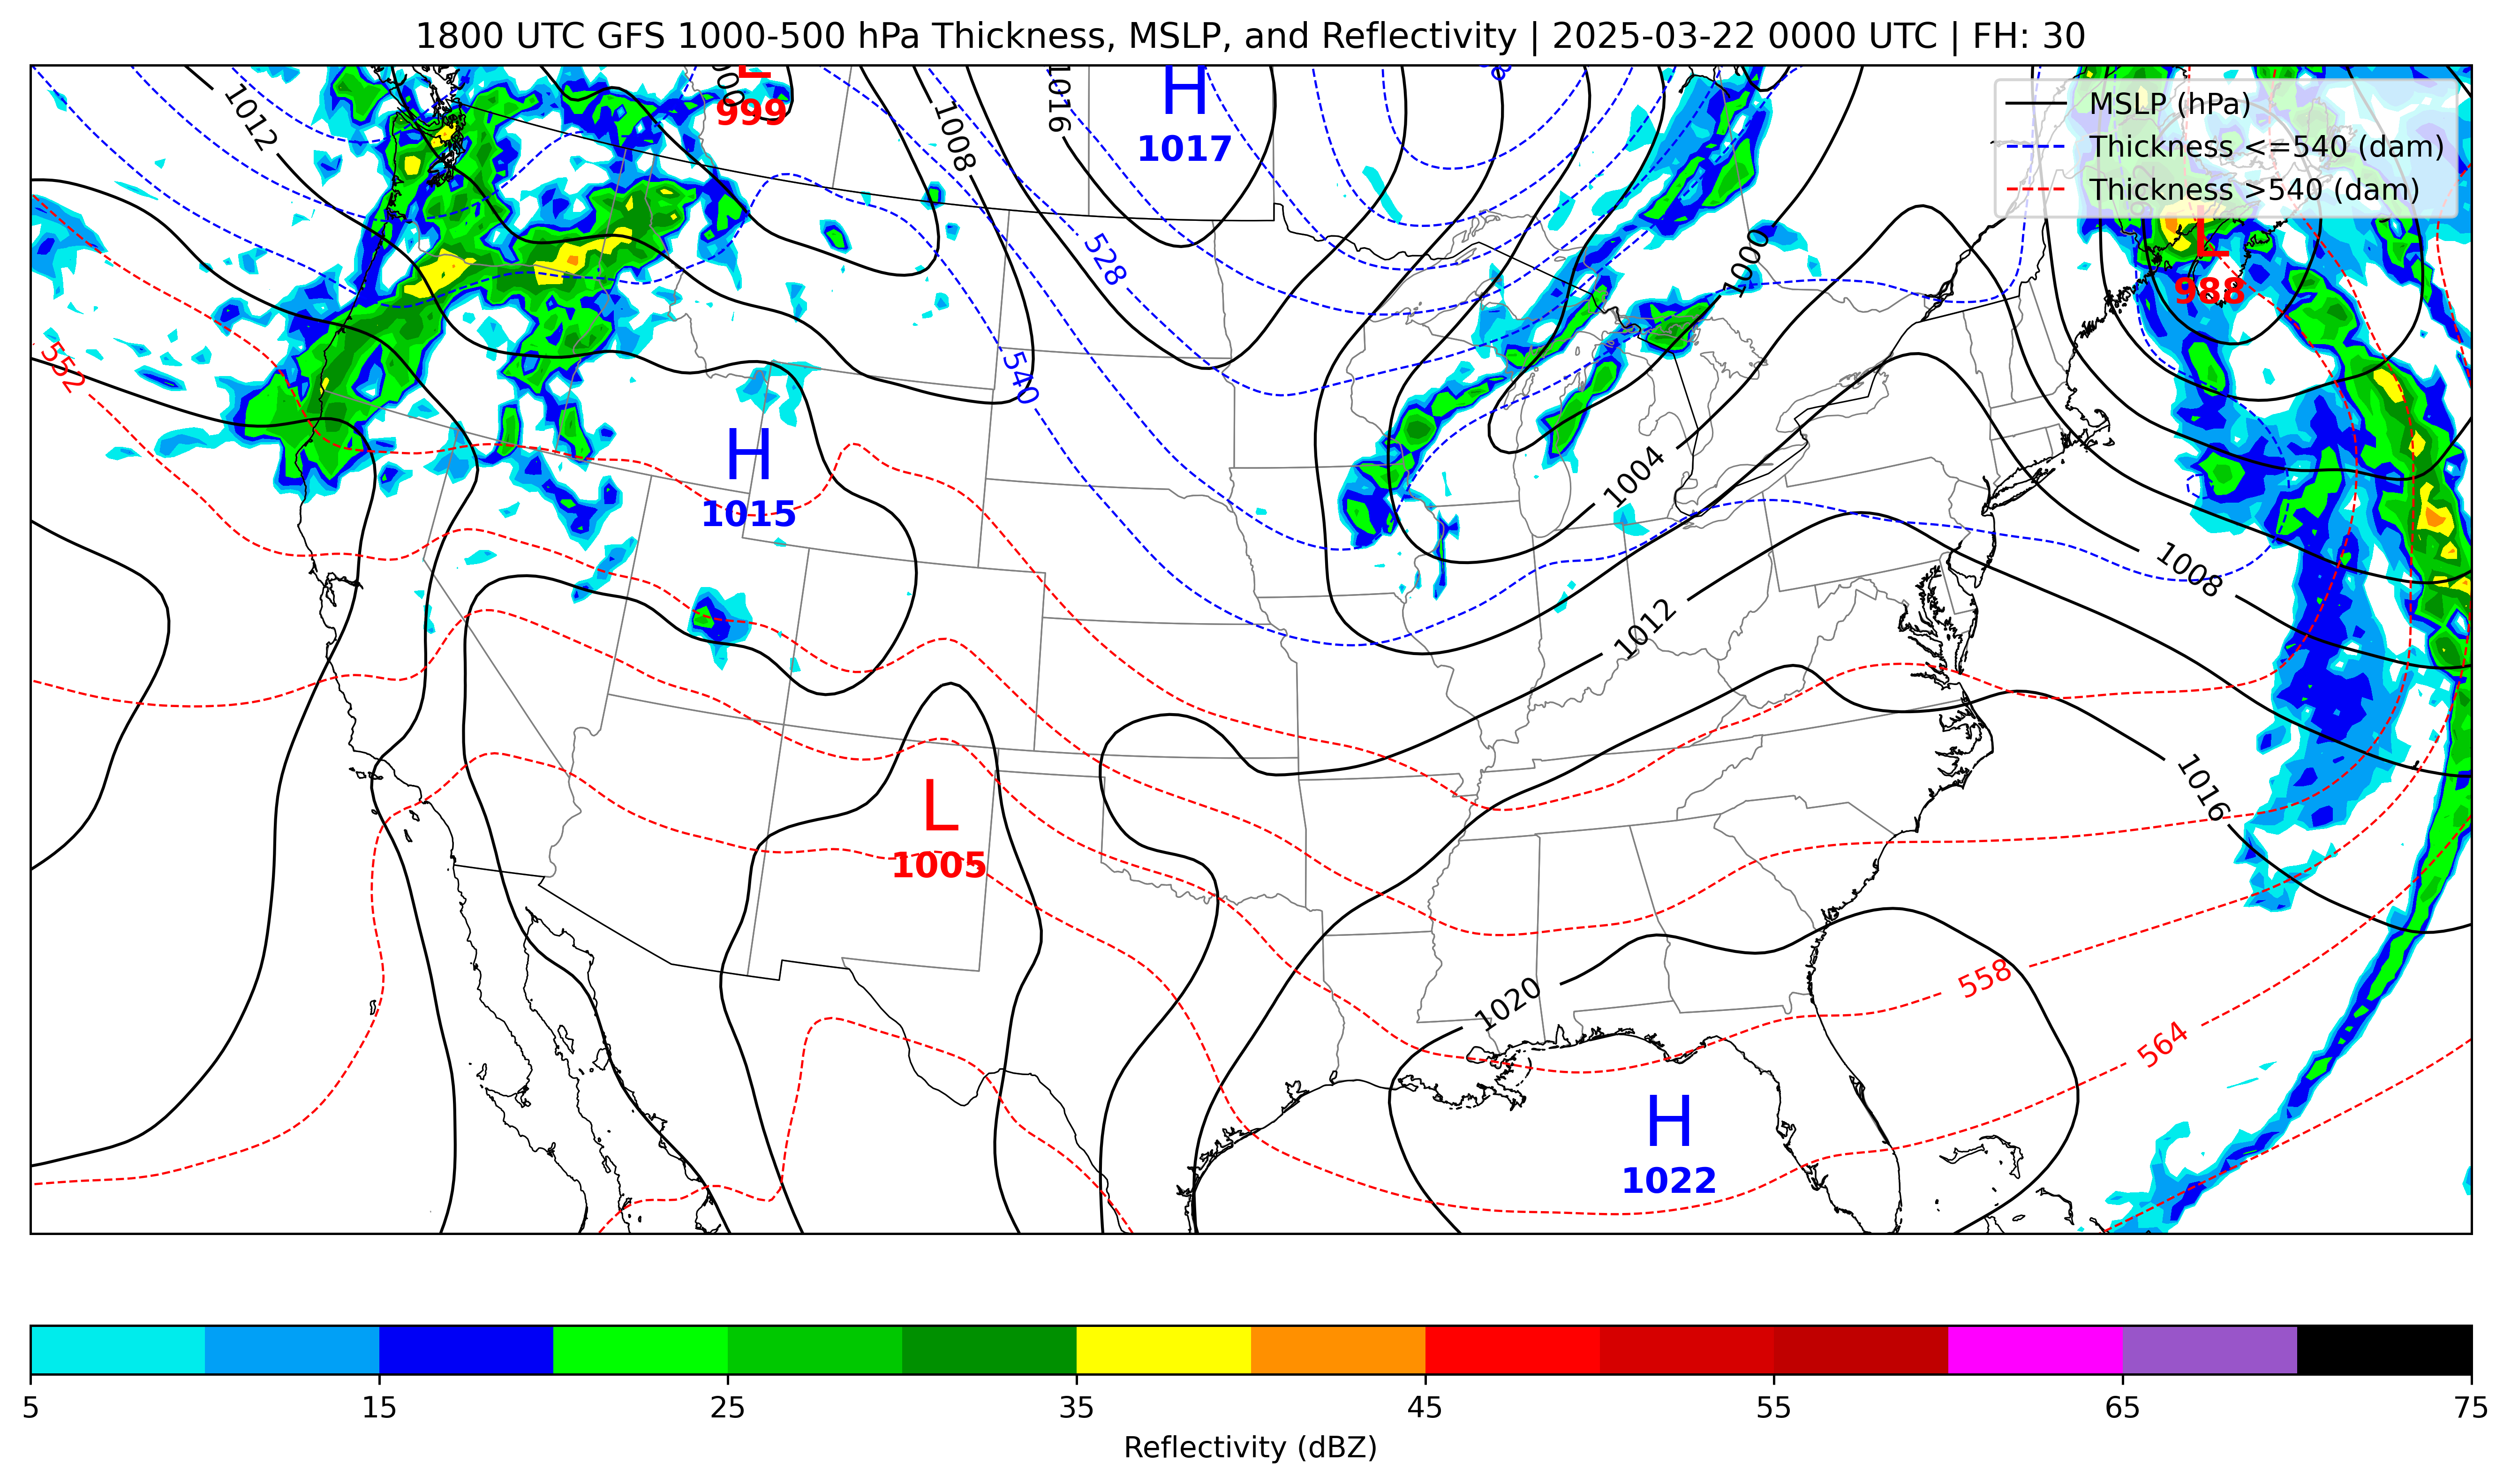 1800 UTC GFS 1000-500 hPa Thickness, MSLP, and Reflectivity | 2025-03-22 0000 UTC | FH: 30
MSLP (hPa)
Thickness <=540 (dam)
Thickness >540 (dam)
L
999
H
1017
1012
1008
1016
528
540
552
1000
L
988
H
1015
1004
1008
1012
L
1005
1016
558
564
1020
H
1022
5 15 25 35 45 55 65 75
Reflectivity (dBZ)